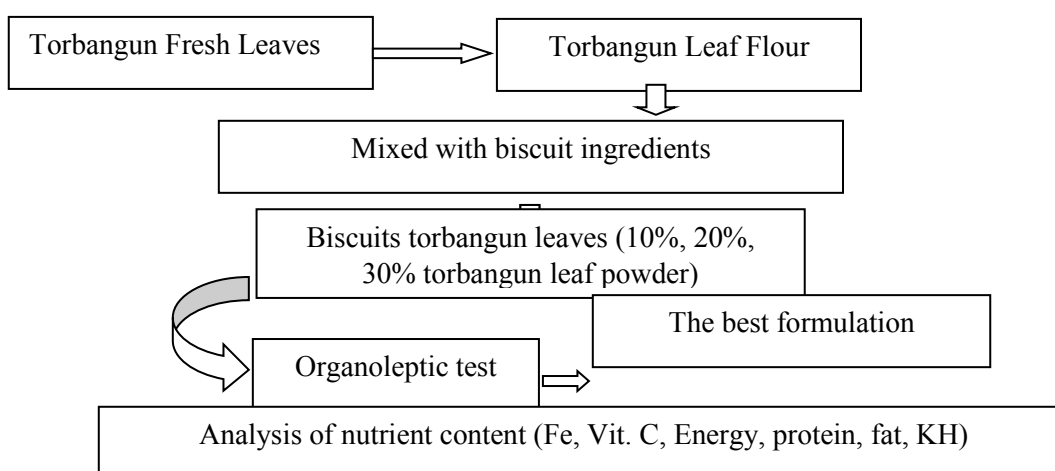 Torbangun Fresh Leaves
Torbangun Leaf Flour
Mixed with biscuit ingredients
Biscuits torbangun leaves (10%, 20%,
30% torbangun leaf powder)
The best formulation
Organoleptic test
Analysis of nutrient content (Fe, Vit. C, Energy, protein, fat, KH)